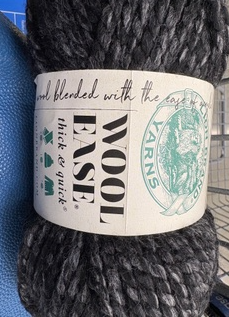 wool blended with the ease of
WOOL
EASE®
thick & quick®
YARNS